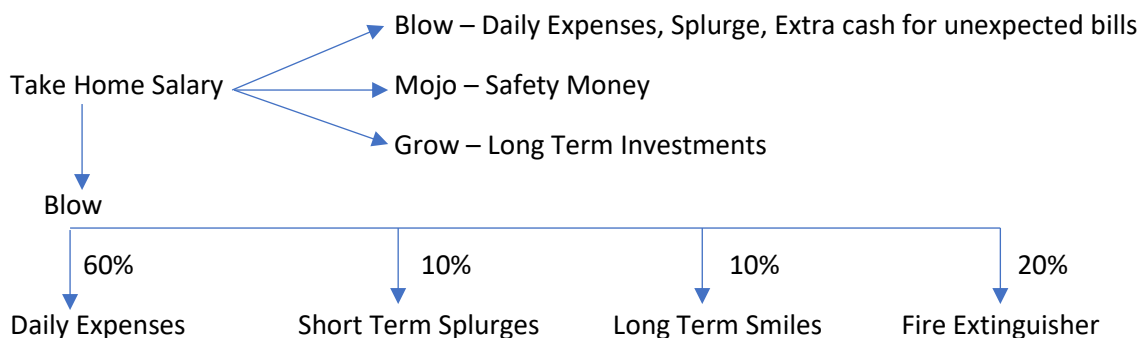 Blow – Daily Expenses, Splurge, Extra cash for unexpected bills
Take Home Salary
Mojo – Safety Money
Grow – Long Term Investments
Blow
60%
10%
10%
20%
Daily Expenses
Short Term Splurges
Long Term Smiles
Fire Extinguisher